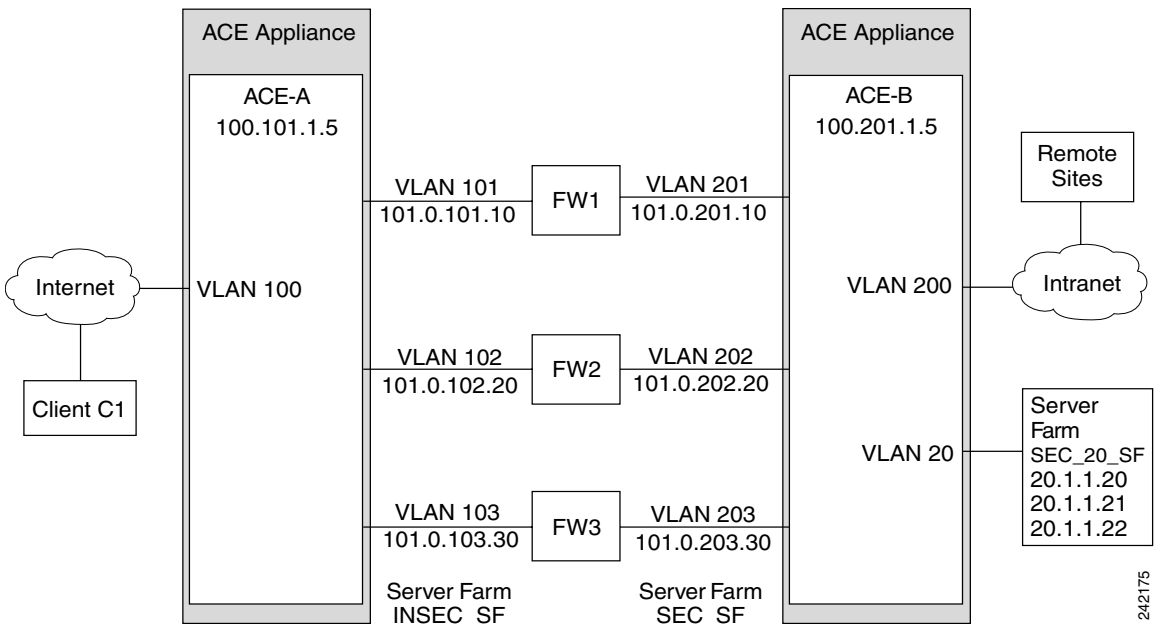 ACE Appliance
ACE-A
100.101.1.5
ACE Appliance
ACE-B
100.201.1.5
Remote
Sites
VLAN 101
101.0.101.10
FW1
VLAN 201
101.0.201.10
Internet
VLAN 100
VLAN 200
Intranet
VLAN 102
101.0.102.20
FW2
VLAN 202
101.0.202.20
Client C1
Server
Farm
SEC_20_SF
20.1.1.20
20.1.1.21
20.1.1.22
VLAN 20
VLAN 103
101.0.103.30
FW3
VLAN 203
101.0.203.30
Server Farm
INSEC_SF
Server Farm
SEC_SF
242175